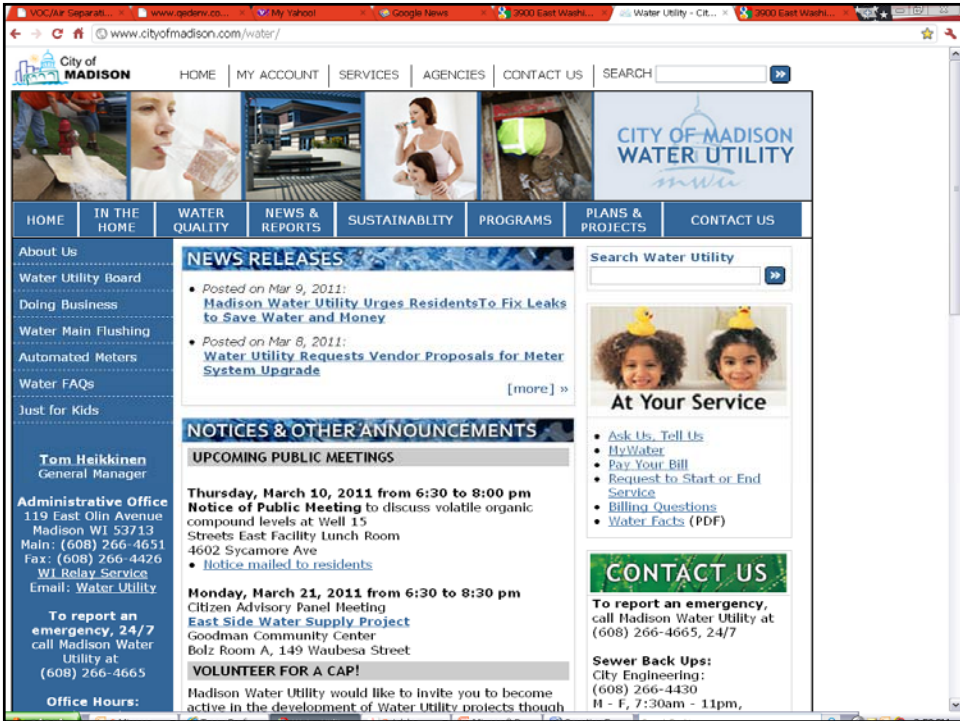 VOC/Air Separati...
www.qedenv.co...
My Yahoo!
Google News
3900 East Washi...
Water Utility - Cit...
3900 East Washi...
www.cityofmadison.com/water/
City of
MADISON
HOME
MY ACCOUNT
SERVICES
AGENCIES
CONTACT US
SEARCH
CITY OF MADISON
WATER UTILITY
mwu
HOME
IN THE
HOME
WATER
QUALITY
NEWS &
REPORTS
SUSTAINABLITY
PROGRAMS
PLANS &
PROJECTS
CONTACT US
About Us
Water Utility Board
Doing Business
Water Main Flushing
Automated Meters
Water FAQs
Just for Kids
Tom Heikkinen
General Manager
Administrative Office
119 East Olin Avenue
Madison WI 53713
Main: (608) 266-4651
Fax: (608) 266-4426
WI Relay Service
Email: Water Utility
To report an
emergency, 24/7
call Madison Water
Utility at
(608) 266-4665
Office Hours:
NEWS RELEASES
• Posted on Mar 9, 2011:
Madison Water Utility Urges ResidentsTo Fix Leaks
to Save Water and Money
• Posted on Mar 8, 2011:
Water Utility Requests Vendor Proposals for Meter
System Upgrade
[more] »
NOTICES & OTHER ANNOUNCEMENTS
UPCOMING PUBLIC MEETINGS
Thursday, March 10, 2011 from 6:30 to 8:00 pm
Notice of Public Meeting to discuss volatile organic
compound levels at Well 15
Streets East Facility Lunch Room
4602 Sycamore Ave
• Notice mailed to residents
Monday, March 21, 2011 from 6:30 to 8:30 pm
Citizen Advisory Panel Meeting
East Side Water Supply Project
Goodman Community Center
Bolz Room A, 149 Waubesa Street
VOLUNTEER FOR A CAP!
Madison Water Utility would like to invite you to become
active in the development of Water Utility projects though
Search Water Utility
At Your Service
• Ask Us, Tell Us
• MyWater
• Pay Your Bill
• Request to Start or End
Service
• Billing Questions
• Water Facts (PDF)
CONTACT US
To report an emergency,
call Madison Water Utility at
(608) 266-4665, 24/7
Sewer Back Ups:
City Engineering:
(608) 266-4430
M - F, 7:30am - 11pm,